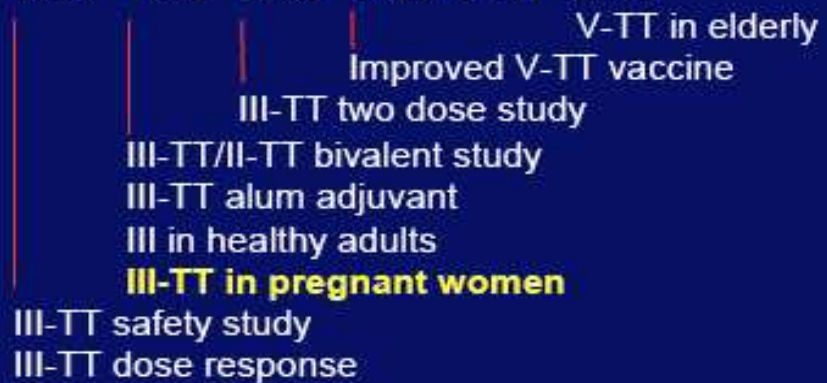 V-TT in elderly
Improved V-TT vaccine
III-TT two dose study
III-TT/II-TT bivalent study
III-TT alum adjuvant
III in healthy adults
III-TT in pregnant women
III-TT safety study
III-TT dose response